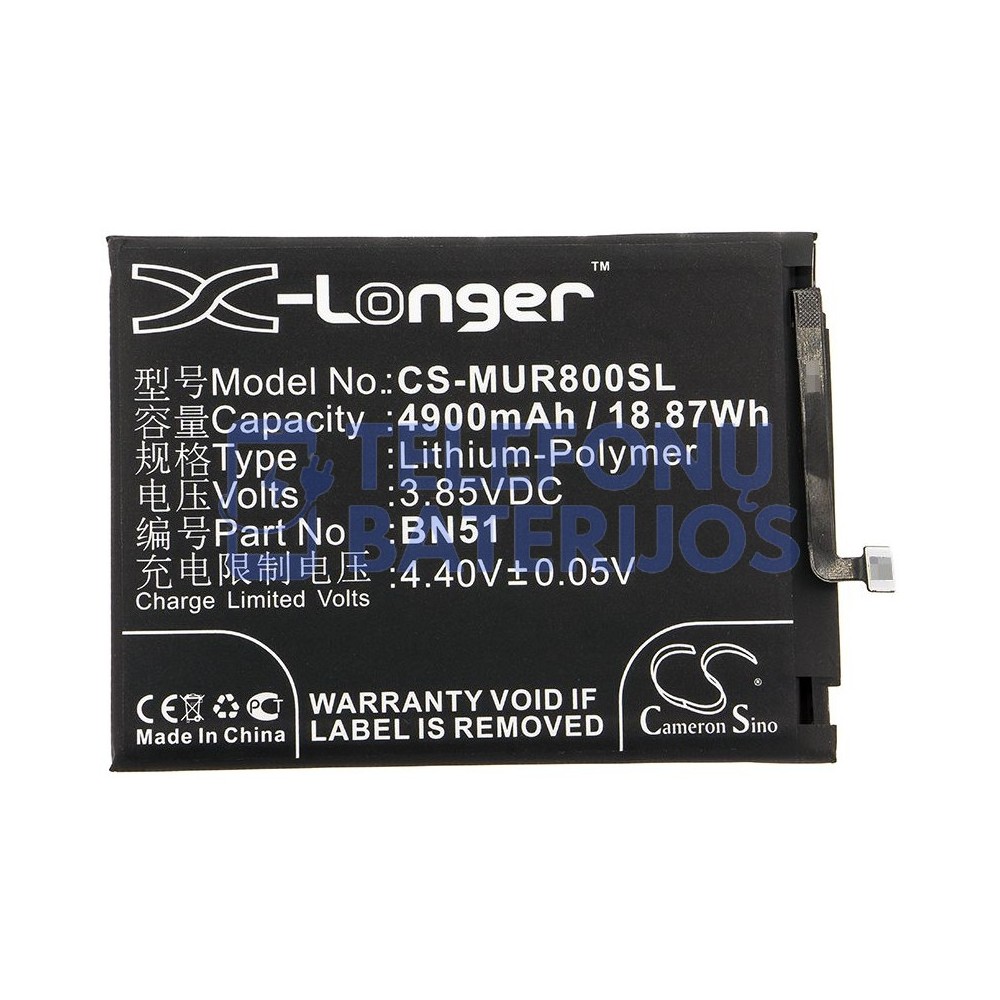 X-Longer™
型号Model No.: CS-MUR800SL
容量Capacity :4900mAh / 18.87Wh
规格Type :Lithium-Polymer
电压Volts :3.85VDC
编号Part No :BN51
充电限制电压 :4.40V±0.05V
Charge Limited Volts
TELEFONŲ
BATERIJOS
CE PCT
Made In China
WARRANTY VOID IF
LABEL IS REMOVED
CS®
Cameron Sino